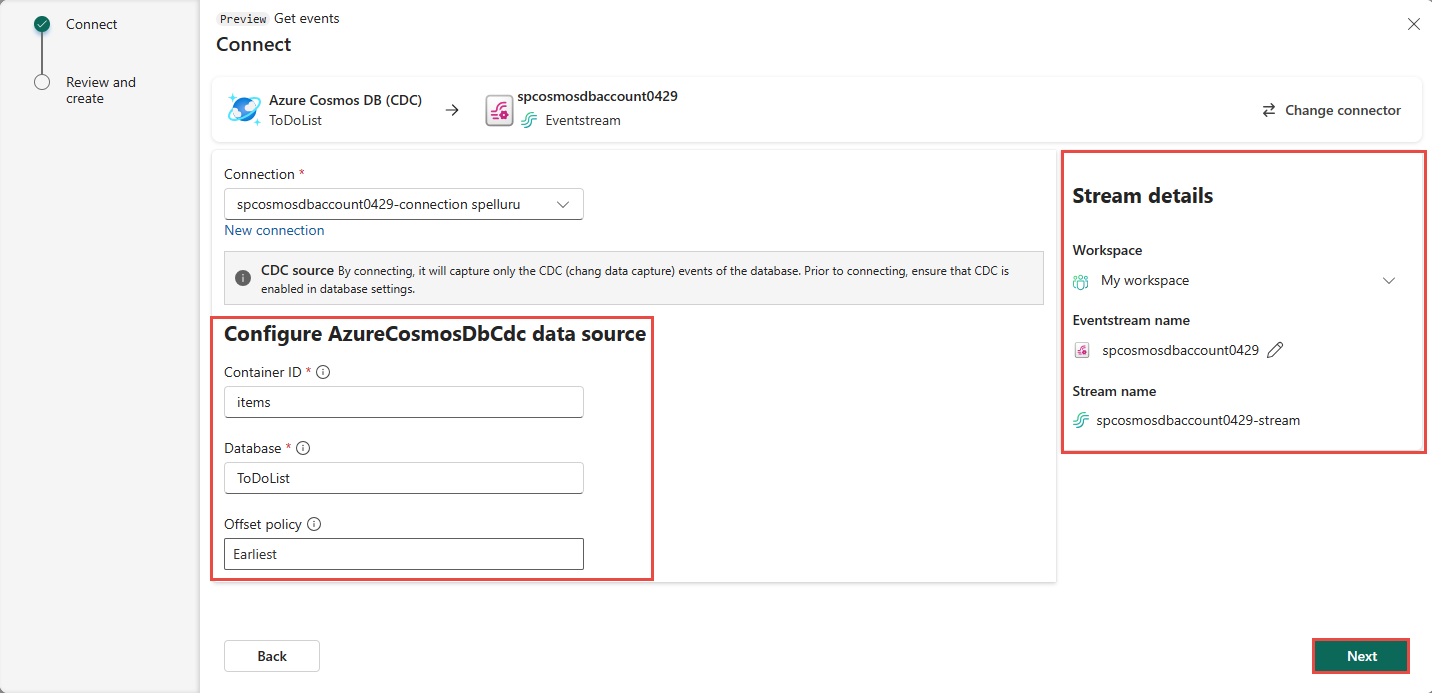 Connect
Review and
create
Preview Get events
Connect
Azure Cosmos DB (CDC)
ToDoList
spcosmosdbaccount0429
Eventstream
Change connector
Connection *
spcosmosdbaccount0429-connection spelluru
New connection
CDC source By connecting, it will capture only the CDC (chang data capture) events of the database. Prior to connecting, ensure that CDC is
enabled in database settings.
Configure AzureCosmosDbCdc data source
Container ID *
items
Database *
ToDoList
Offset policy
Earliest
Stream details
Workspace
My workspace
Eventstream name
spcosmosdbaccount0429
Stream name
spcosmosdbaccount0429-stream
Back
Next